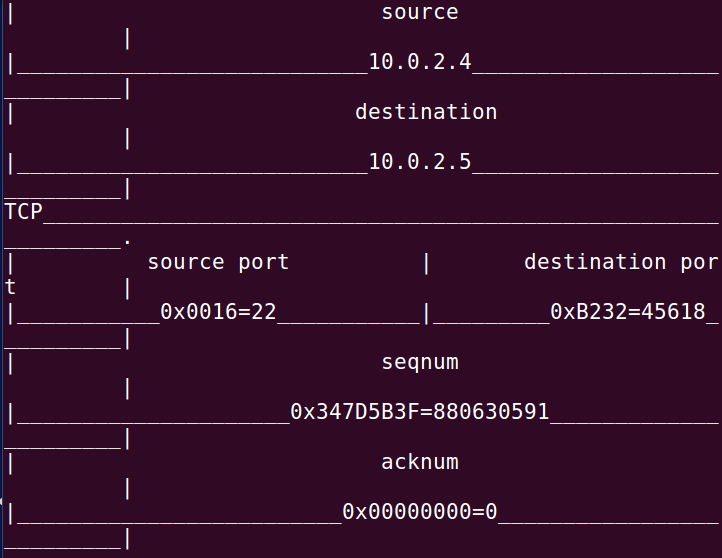 |                            source
         |
|___________________________10.0.2.4___________________
_________|
|                          destination
         |
|___________________________10.0.2.5___________________
_________|
TCP____________________________________________________
_________.
|          source port          |       destination por
t        |
|___________0x0016=22___________|_________0xB232=45618_
_________|
|                            seqnum
         |
|_____________________0x347D5B3F=880630591_____________
_________|
|                            acknum
         |
|_________________________0x00000000=0_________________
_________|